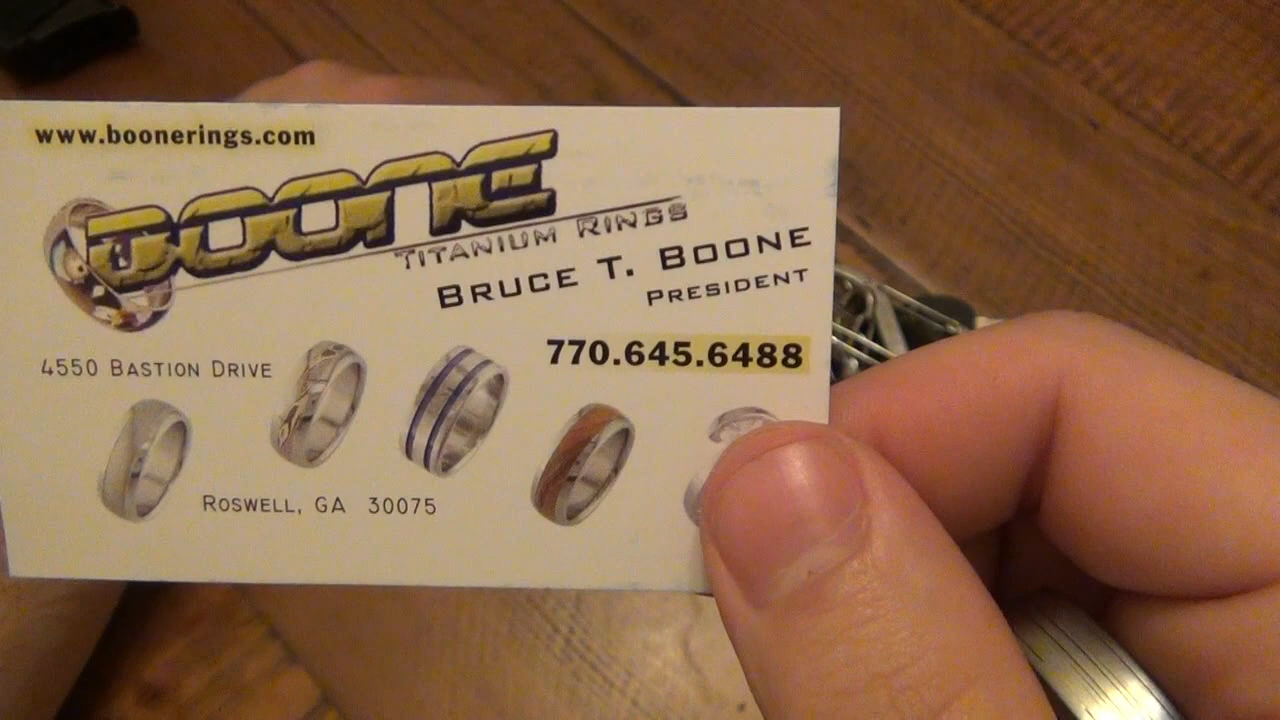 www.boonerings.com
BOONE
TITANIUM RINGS
BRUCE T. BOONE
PRESIDENT
770.645.6488
4550 BASTION DRIVE
ROSWELL, GA 30075